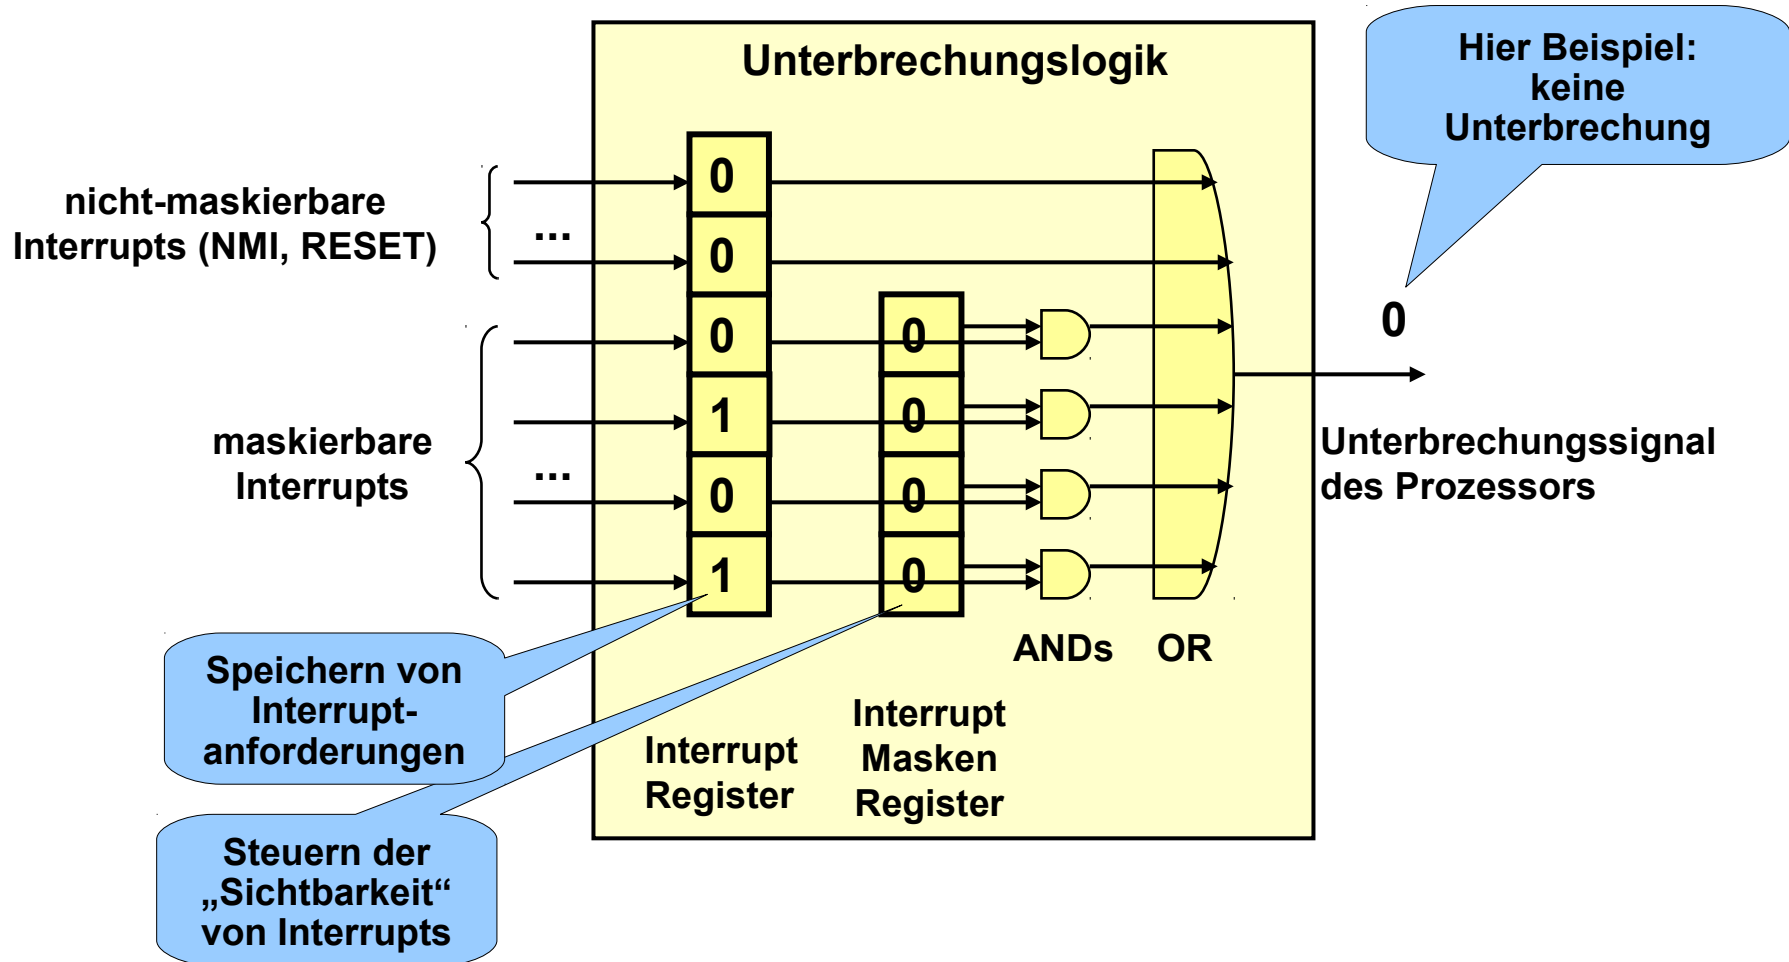 Unterbrechungslogik
Hier Beispiel:
keine
Unterbrechung
nicht-maskierbare
Interrupts (NMI, RESET)
...
maskierbare
Interrupts
...
0
0
0
1
0
1
0
0
0
0
0
Unterbrechungssignal
des Prozessors
ANDs
OR
Speichern von
Interrupt-
anforderungen
Interrupt
Register
Interrupt
Masken
Register
Steuern der
„Sichtbarkeit“
von Interrupts